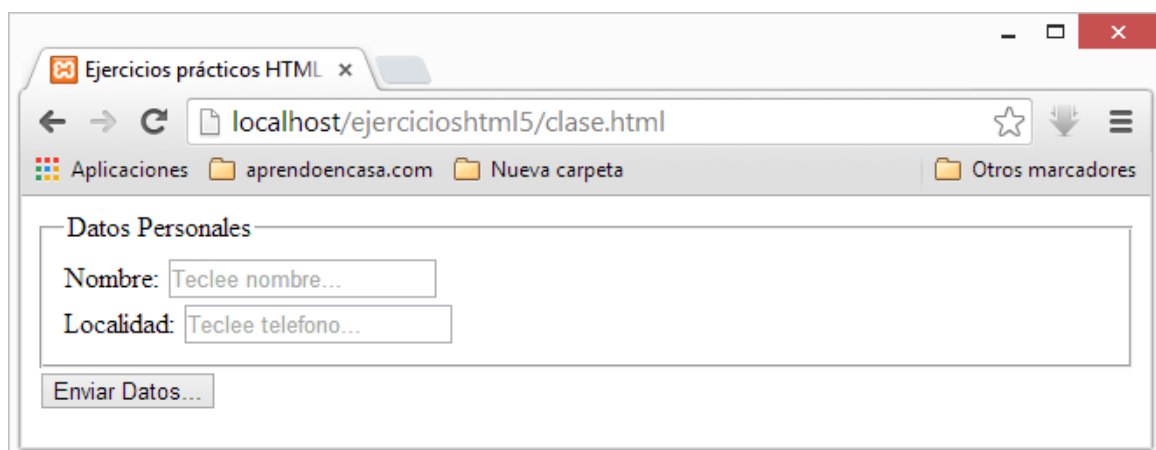 Ejercicios prácticos HTML
localhost/ejercicioshtml5/clase.html
Aplicaciones aprendoencasa.com Nueva carpeta Otros marcadores
Datos Personales
Nombre: Teclee nombre...
Localidad: Teclee telefono...
Enviar Datos...